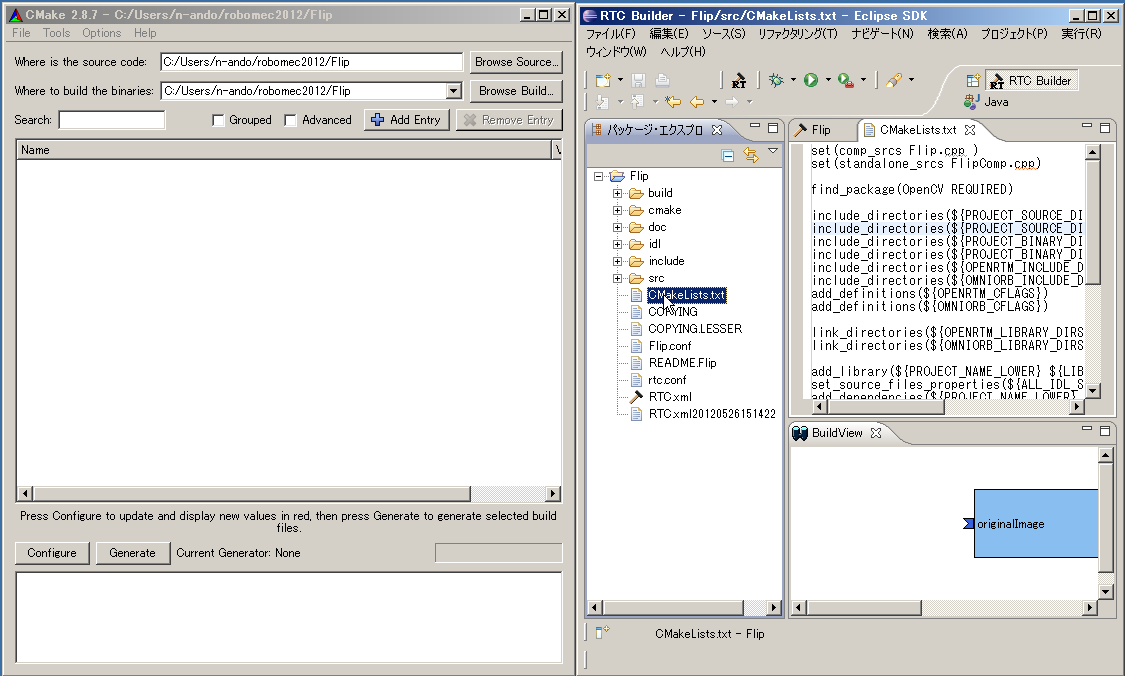 CMake 2.8.7 - C:/Users/n-ando/robomec2012/Flip
File Tools Options Help
Where is the source code: C:/Users/n-ando/robomec2012/Flip Browse Source...
Where to build the binaries: C:/Users/n-ando/robomec2012/Flip Browse Build...
Search: Grouped Advanced Add Entry Remove Entry
Name
Press Configure to update and display new values in red, then press Generate to generate selected build
files.
Configure Generate Current Generator: None
RTC Builder - Flip/src/CMakeLists.txt - Eclipse SDK
ファイル(F) 編集(E) ソース(S) リファクタリング(T) ナビゲート(N) 検索(A) プロジェクト(P) 実行(R)
ウィンドウ(W) ヘルプ(H)
RT RT RTC Builder
Java
パッケージ・エクスプロ
Flip
build
cmake
doc
idl
include
src
CMakeLists.txt
COPYING
COPYING.LESSER
Flip.conf
README.Flip
rtc.conf
RTC.xml
RTC.xml20120526151422
Flip CMakeLists.txt
set(comp_srcs Flip.cpp )
set(standalone_srcs FlipComp.cpp)
find_package(OpenCV REQUIRED)
include_directories(${PROJECT_SOURCE_DI
include_directories(${PROJECT_SOURCE_DI
include_directories(${PROJECT_BINARY_DI
include_directories(${PROJECT_BINARY_DI
include_directories(${OPENRTM_INCLUDE_D
include_directories(${OMNIORB_INCLUDE_D
add_definitions(${OPENRTM_CFLAGS})
add_definitions(${OMNIORB_CFLAGS})
link_directories(${OPENRTM_LIBRARY_DIRS
link_directories(${OMNIORB_LIBRARY_DIRS
add_library(${PROJECT_NAME_LOWER} ${LIB
set_source_files_properties(${ALL_IDL_S
add_dependencies(${PROJECT_NAME_LOWER}
BuildView
originalImage
CMakeLists.txt - Flip